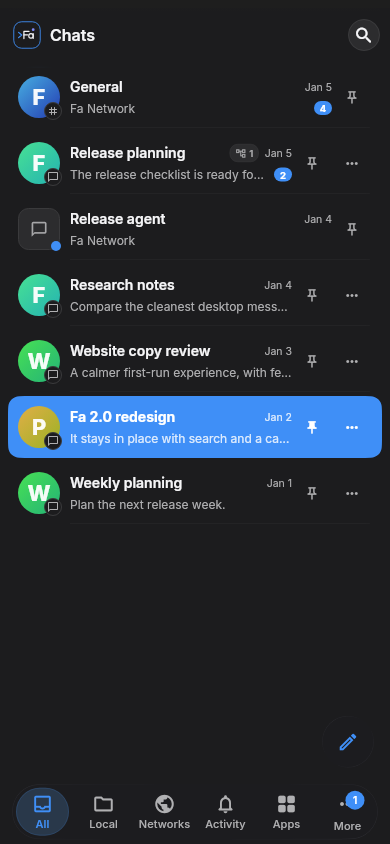 >Fa
Chats
F
General
Jan 5
Fa Network
4
F
Release planning
1
Jan 5
The release checklist is ready fo...
2
Release agent
Jan 4
Fa Network
F
Research notes
Jan 4
Compare the cleanest desktop mess...
W
Website copy review
Jan 3
A calmer first-run experience, with fe...
P
Fa 2.0 redesign
Jan 2
It stays in place with search and a ca...
W
Weekly planning
Jan 1
Plan the next release week.
1
All
Local
Networks
Activity
Apps
More